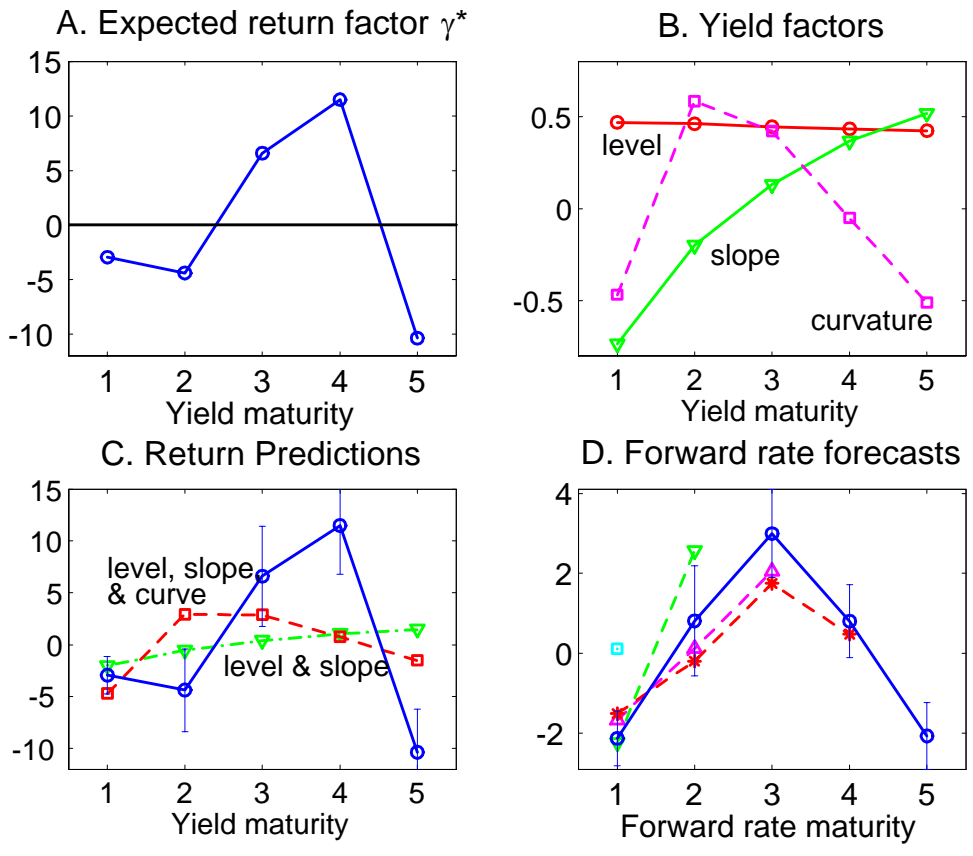 A. Expected return factor γ*
15
10
5
0
-5
-10
1 2 3 4 5
Yield maturity
B. Yield factors
0.5
0
-0.5
level
slope
curvature
1 2 3 4 5
Yield maturity
C. Return Predictions
15
10
5
0
-5
-10
level, slope
& curve
level & slope
1 2 3 4 5
Yield maturity
D. Forward rate forecasts
4
2
0
-2
1 2 3 4 5
Forward rate maturity